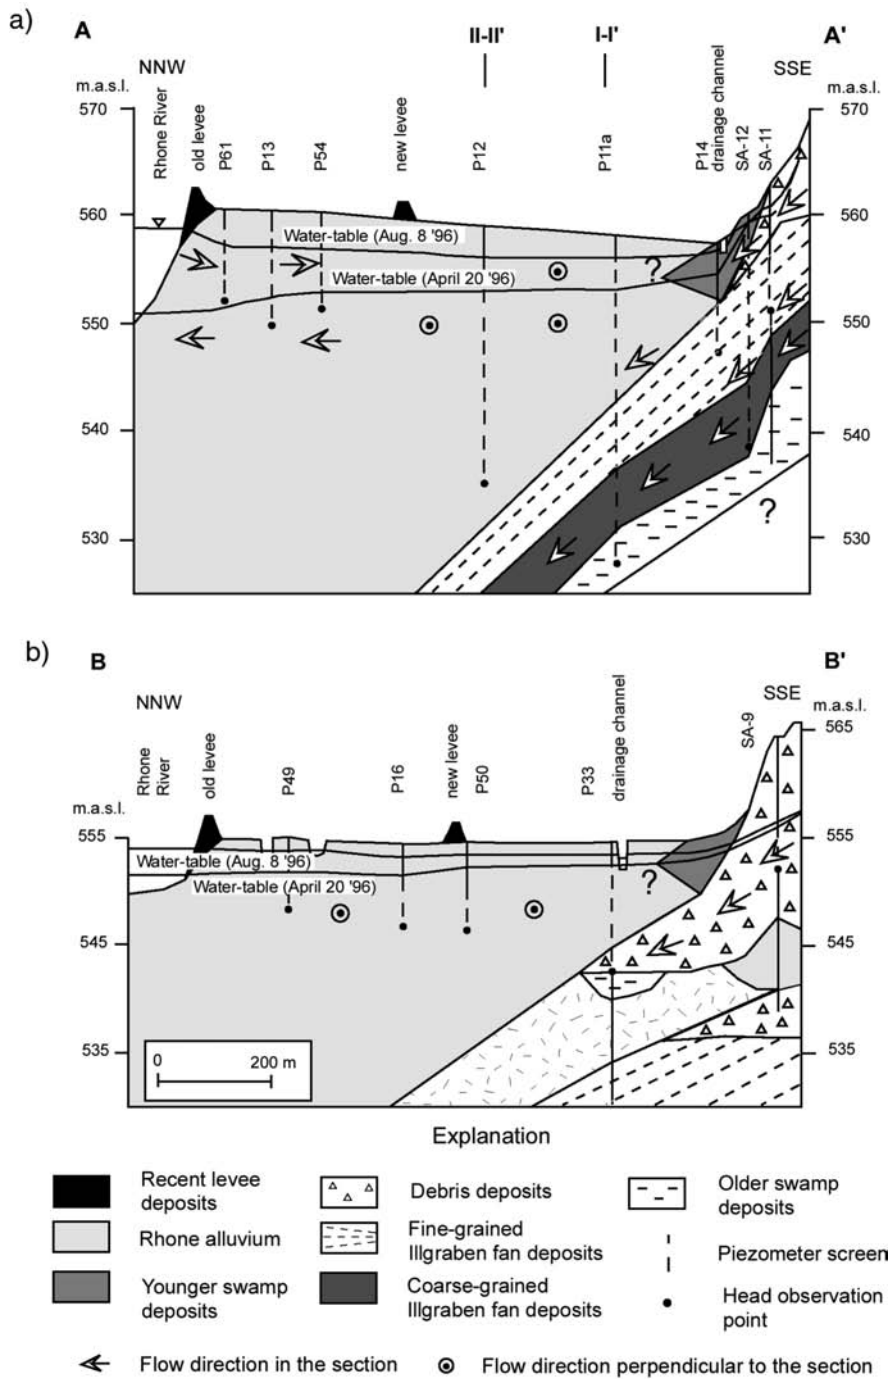 a)
A
II-II'
I-I'
A'
NNW
SSE
m.a.s.l.
m.a.s.l.
Rhone River
old levee
P61
P13
P54
new levee
P12
P11a
P14
drainage channel
SA-12
SA-11
570
570
560
560
Water-table (Aug. 8 '96)
?
Water-table (April 20 '96)
550
550
540
540
?
530
530
b)
B
B'
NNW
SSE
m.a.s.l.
m.a.s.l.
Rhone
River
old levee
P49
P16
new levee
P50
P33
drainage channel
SA-9
565
555
555
Water-table (Aug. 8 '96)
Water-table (April 20 '96)
?
545
545
535
535
0
200 m
Explanation
Recent levee
deposits
Debris deposits
Older swamp
deposits
Rhone alluvium
Fine-grained
Illgraben fan deposits
Piezometer screen
Younger swamp
deposits
Coarse-grained
Illgraben fan deposits
Head observation
point
Flow direction in the section
Flow direction perpendicular to the section